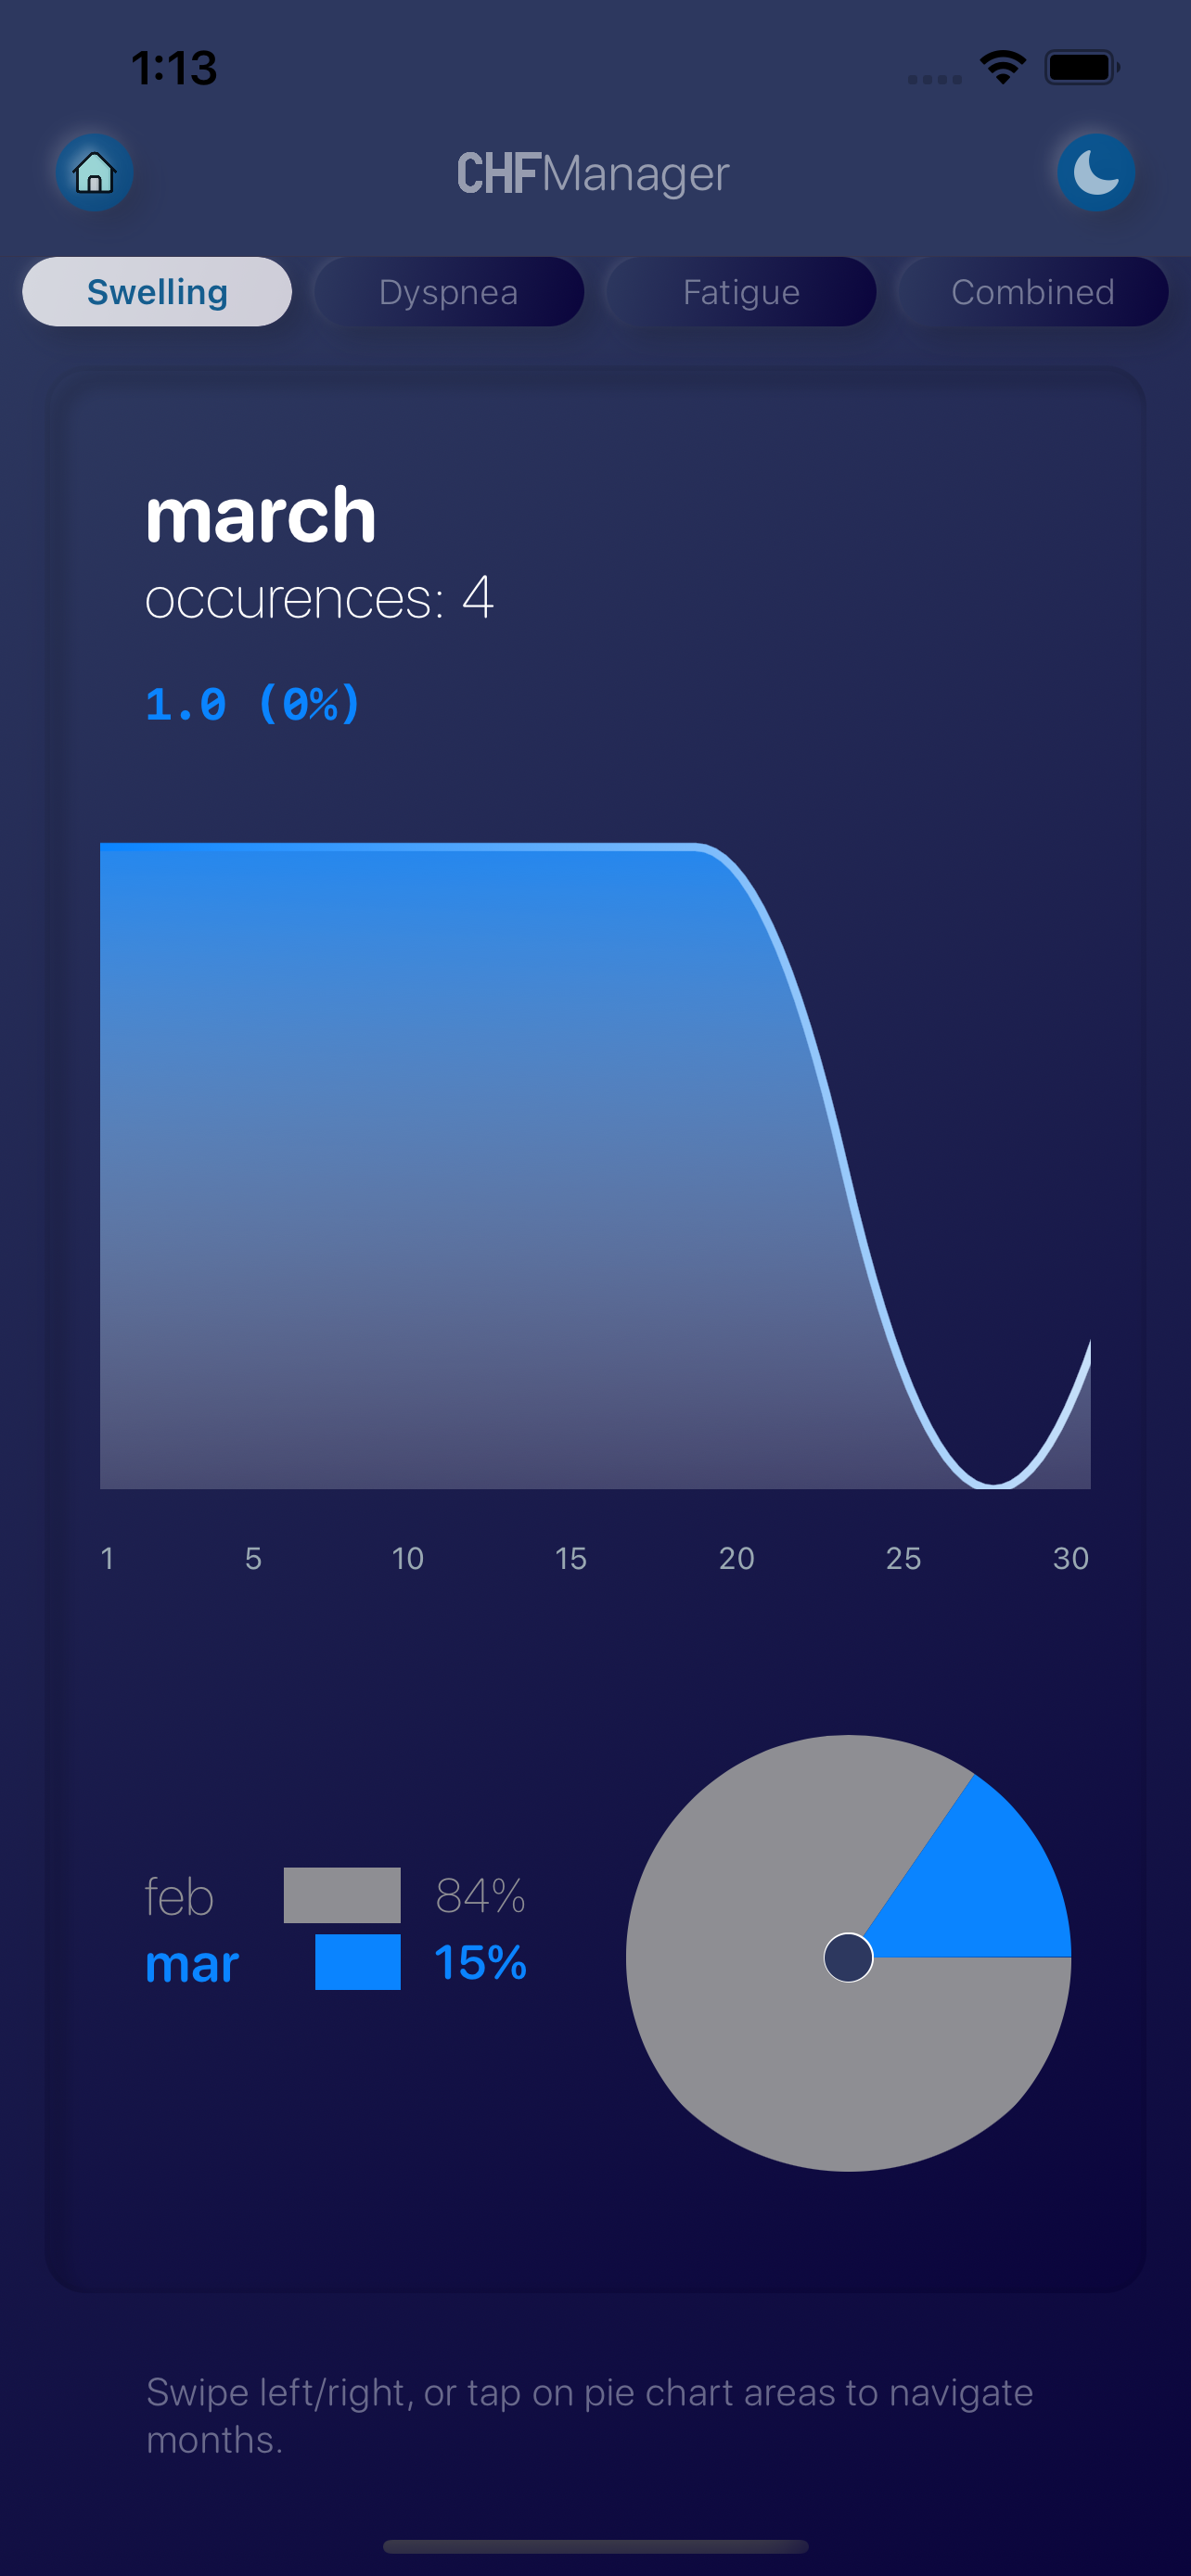 1:13
CHFManager
Swelling Dyspnea Fatigue Combined
march
occurences: 4
1.0 (0%)
1 5 10 15 20 25 30
feb 84%
mar 15%
Swipe left/right, or tap on pie chart areas to navigate
months.